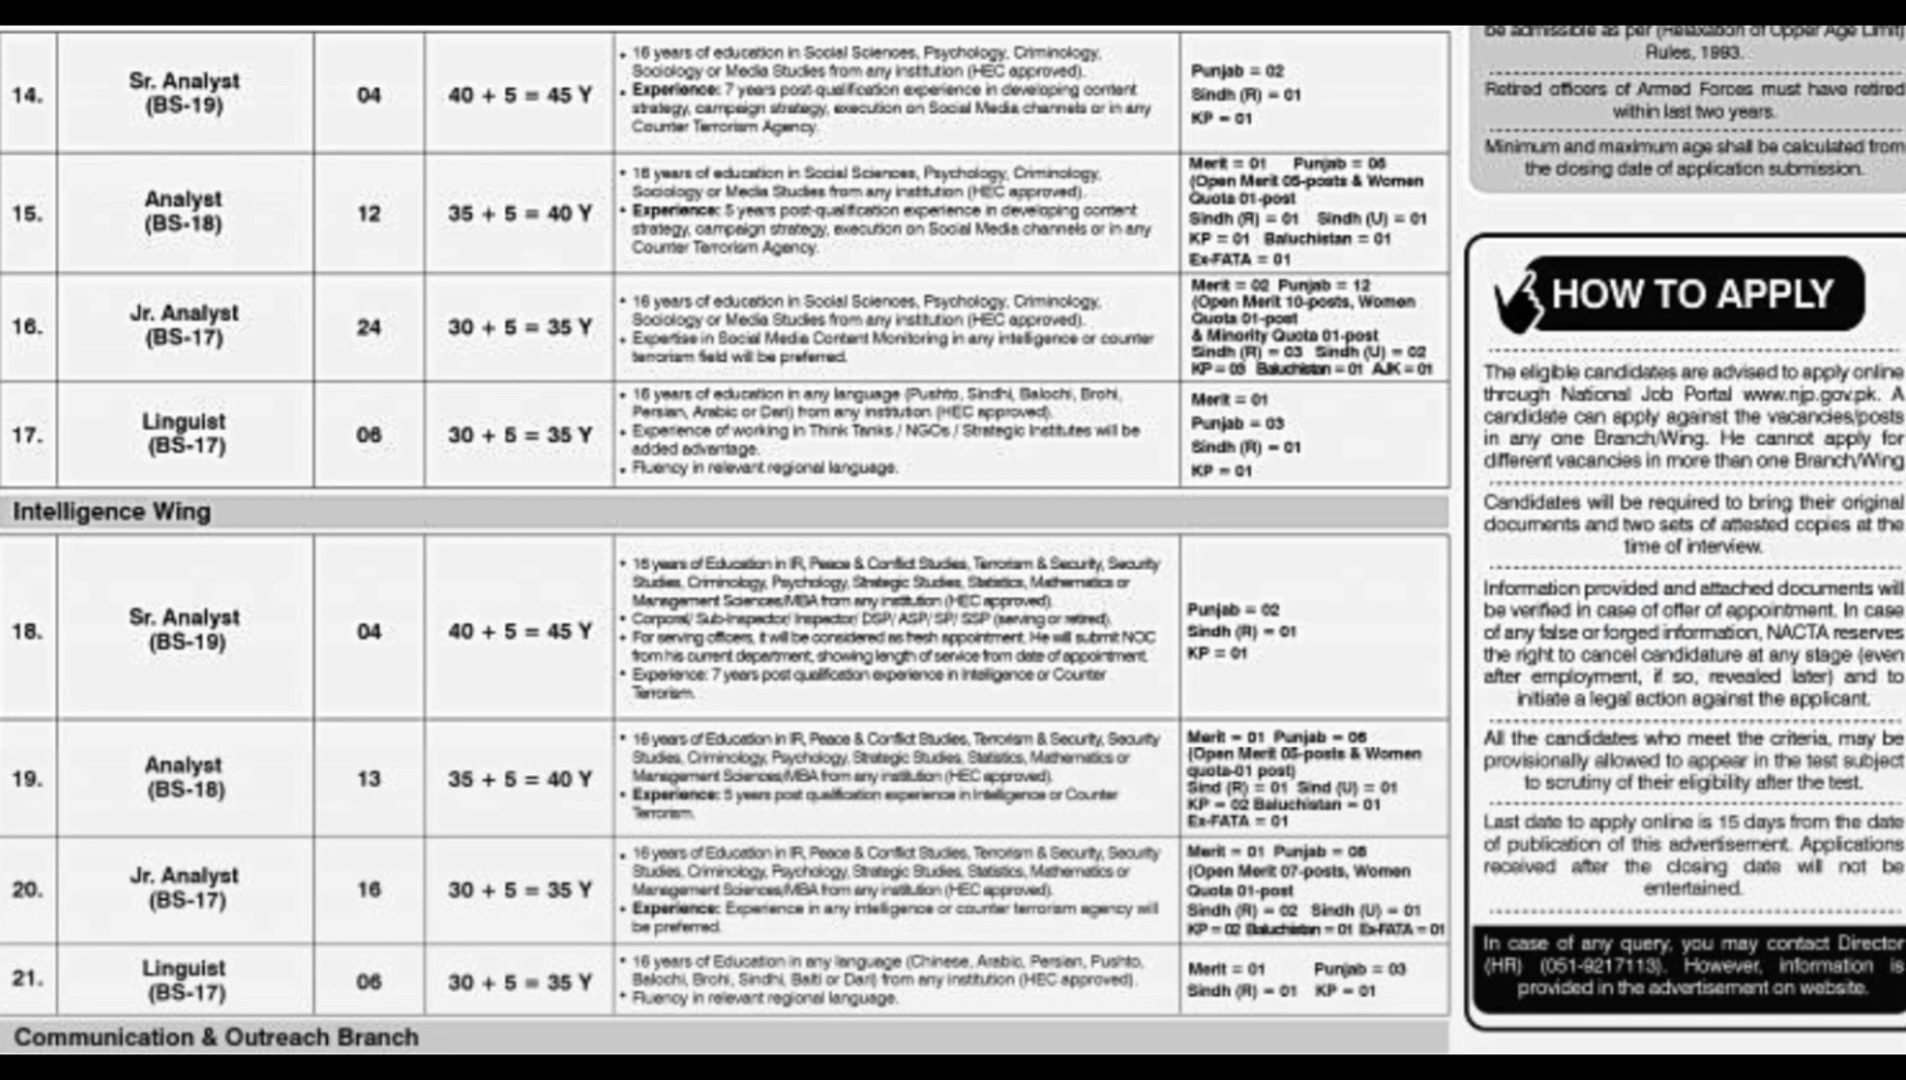 14.
Sr. Analyst
(BS-19)
04
40 + 5 = 45 Y
• 16 years of education in Social Sciences, Psychology, Criminology,
Sociology or Media Studies from any institution (HEC approved).
• Experience: 7 years post-qualification experience in developing content
strategy, campaign strategy, execution on Social Media channels or in any
Counter Terrorism Agency.
Punjab = 02
Sindh (R) = 01
KP = 01
15.
Analyst
(BS-18)
12
35 + 5 = 40 Y
• 16 years of education in Social Sciences, Psychology, Criminology,
Sociology or Media Studies from any institution (HEC approved).
• Experience: 5 years post-qualification experience in developing content
strategy, campaign strategy, execution on Social Media channels or in any
Counter Terrorism Agency.
Merit = 01 Punjab = 06
(Open Merit 05-posts & Women
Quota 01-post
Sindh (R) = 01 Sindh (U) = 01
KP = 01 Baluchistan = 01
Ex-FATA = 01
16.
Jr. Analyst
(BS-17)
24
30 + 5 = 35 Y
• 16 years of education in Social Sciences, Psychology, Criminology,
Sociology or Media Studies from any institution (HEC approved).
• Expertise in Social Media Content Monitoring in any intelligence or counter
terrorism field will be preferred.
Merit = 02 Punjab = 12
(Open Merit 10-posts, Women
Quota 01-post
& Minority Quota 01-post
Sindh (R) = 03 Sindh (U) = 02
KP = 03 Baluchistan = 01 AJK = 01
17.
Linguist
(BS-17)
06
30 + 5 = 35 Y
• 16 years of education in any language (Pushto, Sindhi, Balochi, Brohi,
Persian, Arabic or Dari) from any institution (HEC approved).
• Experience of working in Think Tanks / NGOs / Strategic Institutes will be
added advantage.
• Fluency in relevant regional language.
Merit = 01
Punjab = 03
Sindh (R) = 01
KP = 01
Intelligence Wing
18.
Sr. Analyst
(BS-19)
04
40 + 5 = 45 Y
• 16 years of Education in IR, Peace & Conflict Studies, Terrorism & Security, Security
Studies, Criminology, Psychology, Strategic Studies, Statistics, Mathematics or
Management Sciences/MBA from any institution (HEC approved).
• Corporal/ Sub-Inspector/ Inspector/ DSP/ ASP/ SP/ SSP (serving or retired).
• For serving officers, it will be considered as fresh appointment. He will submit NOC
from his current department, showing length of service from date of appointment.
• Experience: 7 years post qualification experience in Intelligence or Counter
Terrorism.
Punjab = 02
Sindh (R) = 01
KP = 01
19.
Analyst
(BS-18)
13
35 + 5 = 40 Y
• 16 years of Education in IR, Peace & Conflict Studies, Terrorism & Security, Security
Studies, Criminology, Psychology, Strategic Studies, Statistics, Mathematics or
Management Sciences/MBA from any institution (HEC approved).
• Experience: 5 years post qualification experience in Intelligence or Counter
Terrorism.
Merit = 01 Punjab = 06
(Open Merit 05-posts & Women
quota-01 post)
Sind (R) = 01 Sind (U) = 01
KP = 02 Baluchistan = 01
Ex-FATA = 01
20.
Jr. Analyst
(BS-17)
16
30 + 5 = 35 Y
• 16 years of Education in IR, Peace & Conflict Studies, Terrorism & Security, Security
Studies, Criminology, Psychology, Strategic Studies, Statistics, Mathematics or
Management Sciences/MBA from any institution (HEC approved).
• Experience: Experience in any intelligence or counter terrorism agency will
be preferred.
Merit = 01 Punjab = 08
(Open Merit 07-posts, Women
Quota 01-post
Sindh (R) = 02 Sindh (U) = 01
KP = 02 Baluchistan = 01 Ex-FATA = 01
21.
Linguist
(BS-17)
06
30 + 5 = 35 Y
• 16 years of Education in any language (Chinese, Arabic, Persian, Pushto,
Balochi, Brohi, Sindhi, Balti or Dari) from any institution (HEC approved).
• Fluency in relevant regional language.
Merit = 01 Punjab = 03
Sindh (R) = 01 KP = 01
Communication & Outreach Branch
be admissible as per (Relaxation of Upper Age Limit)
Rules, 1993.
Retired officers of Armed Forces must have retired
within last two years.
Minimum and maximum age shall be calculated from
the closing date of application submission.
HOW TO APPLY
The eligible candidates are advised to apply online
through National Job Portal www.njp.gov.pk. A
candidate can apply against the vacancies/posts
in any one Branch/Wing. He cannot apply for
different vacancies in more than one Branch/Wing
Candidates will be required to bring their original
documents and two sets of attested copies at the
time of interview.
Information provided and attached documents will
be verified in case of offer of appointment. In case
of any false or forged information, NACTA reserves
the right to cancel candidature at any stage (even
after employment, if so, revealed later) and to
initiate a legal action against the applicant.
All the candidates who meet the criteria, may be
provisionally allowed to appear in the test subject
to scrutiny of their eligibility after the test.
Last date to apply online is 15 days from the date
of publication of this advertisement. Applications
received after the closing date will not be
entertained.
In case of any query, you may contact Director
(HR) (051-9217113). However, information is
provided in the advertisement on website.